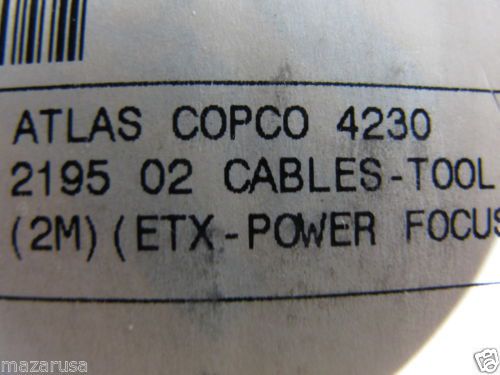 ATLAS COPCO 4230
2195 02 CABLES-TOOL
(2M)(ETX-POWER FOCUS
mazarusa